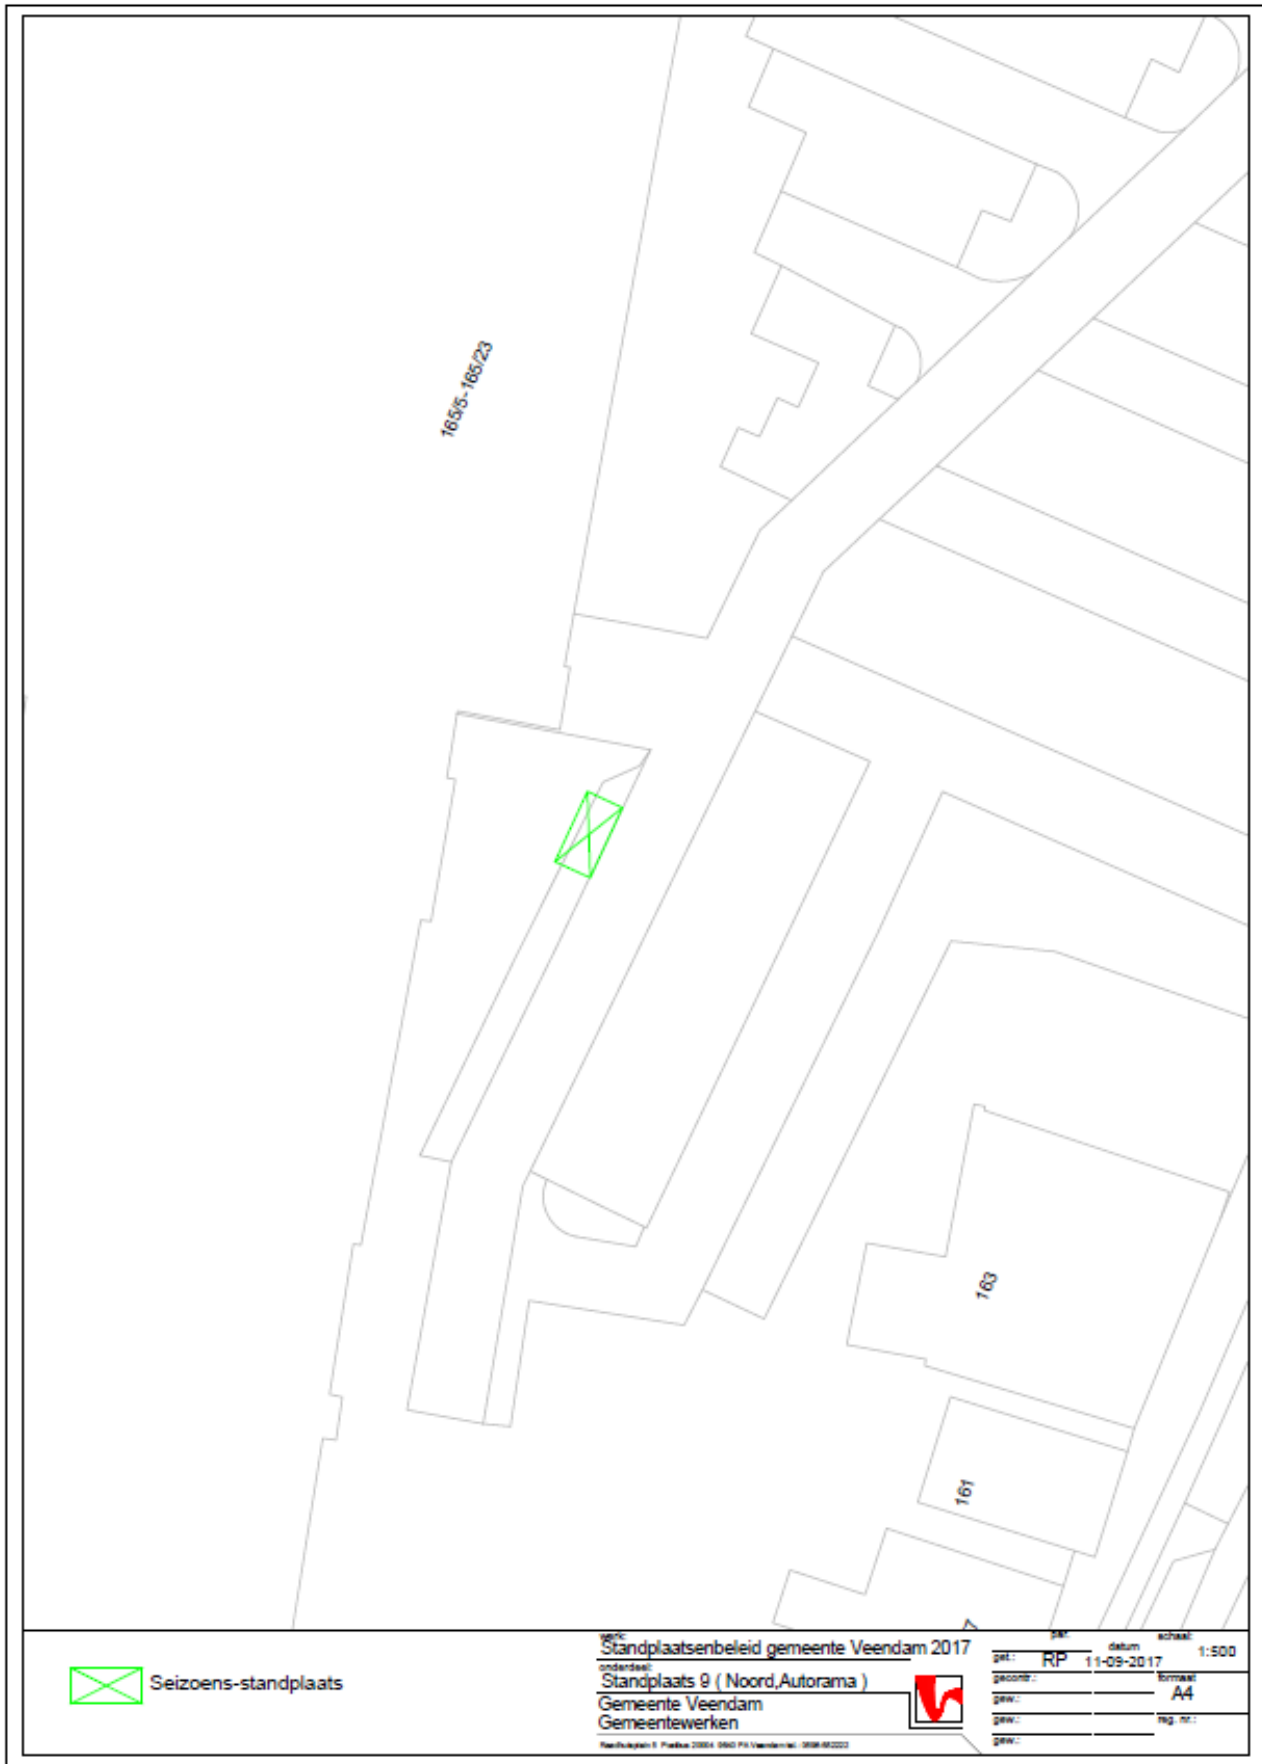 165/5-165/23
163
161
Seizoens-standplaats
werk:
Standplaatsenbeleid gemeente Veendam 2017
onderdeel:
Standplaats 9 ( Noord,Autorama )
Gemeente Veendam
Gemeentewerken
par. datum schaal:
get.: RP 11-09-2017 1:500
gecontr.: formaat
gew.: A4
gew.: reg. nr.:
gew.: